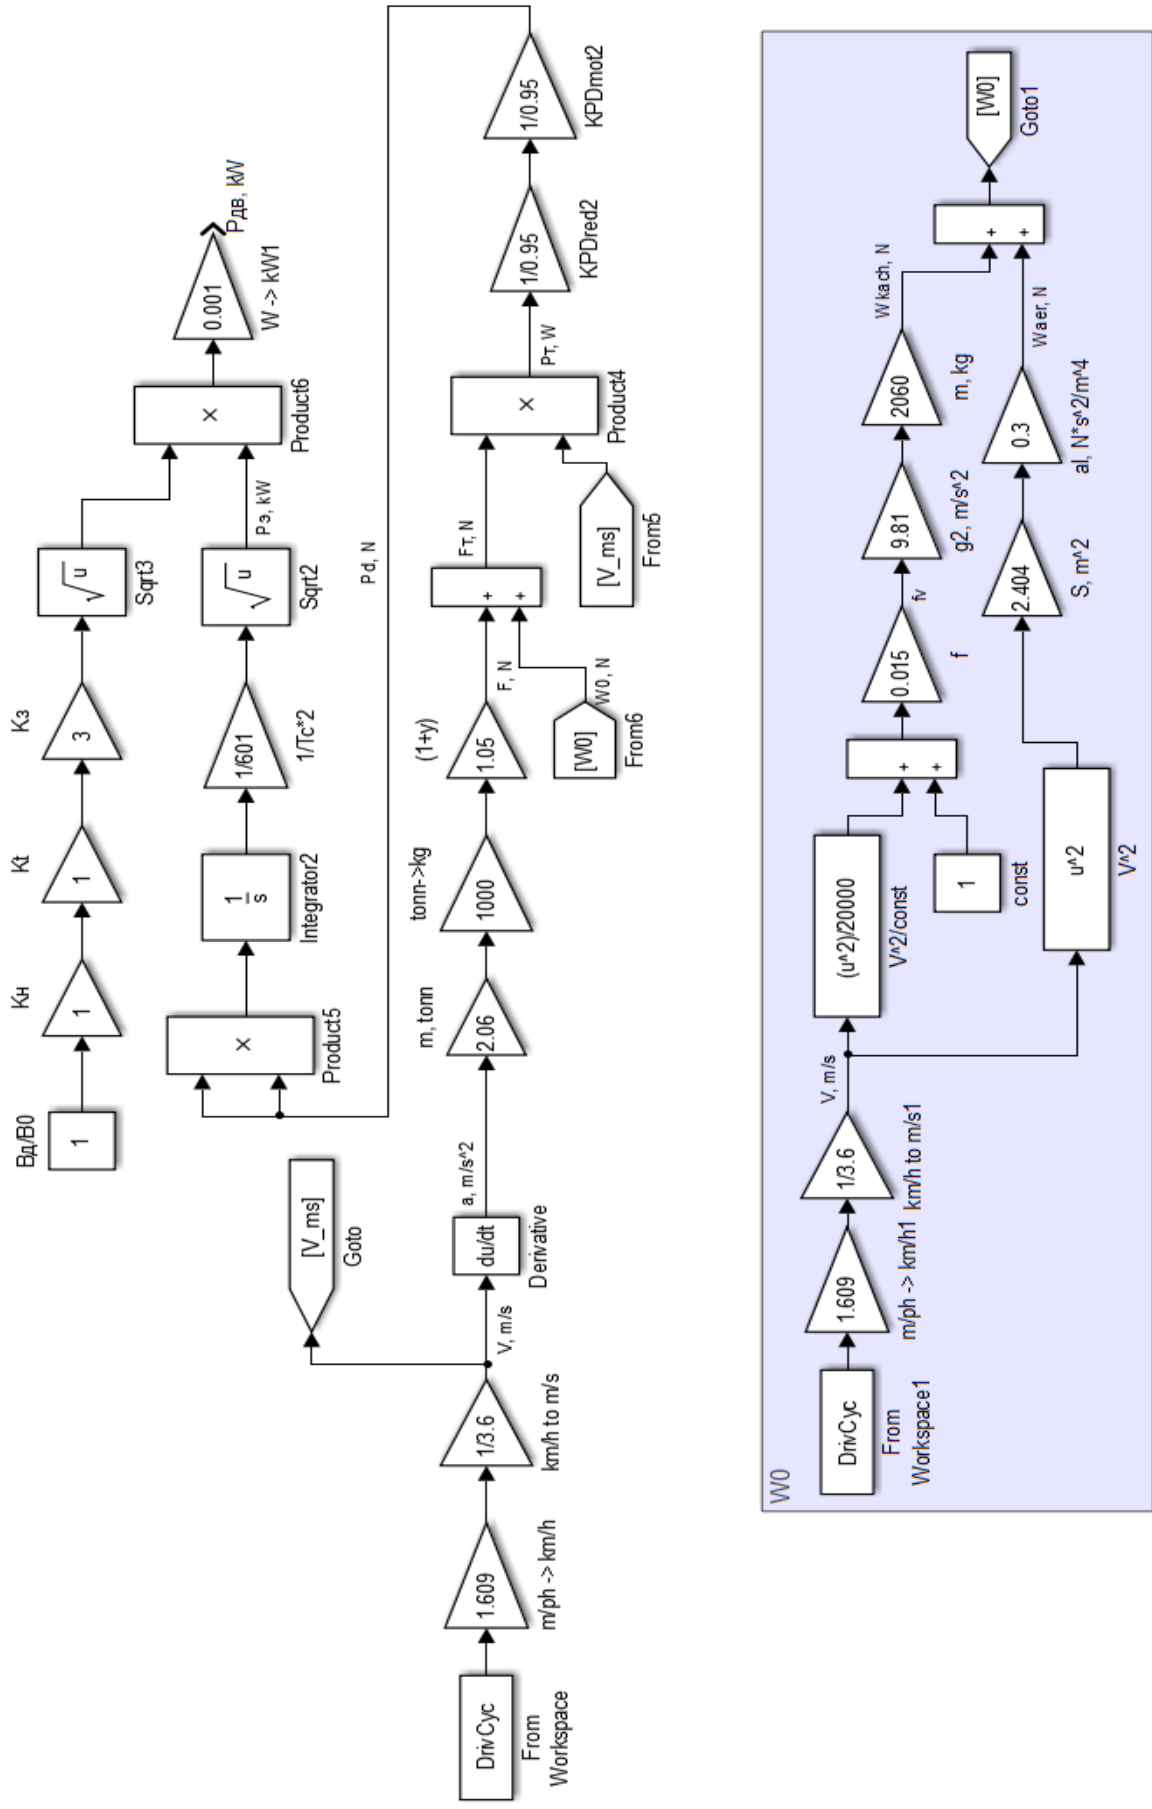 Вд/В0
1
Кн
1
Kt
1
Кз
3
√u
Sqrt3
×
Product5
1
s
Integrator2
1/601
1/Tc*2
√u
Sqrt2
Рэ, kW
×
Product6
0.001
W -> kW1
Рдв, kW
DrivCyc
From
Workspace
1.609
m/ph -> km/h
1/3.6
km/h to m/s
V, m/s
[V_ms]
Goto
du/dt
Derivative
a, m/s^2
m, tonn
2.06
tonn->kg
1000
(1+y)
1.05
F, N
[W0]
W0, N
From6
+
+
Fт, N
[V_ms]
From5
×
Product4
Рт, W
1/0.95
KPDred2
1/0.95
KPDmot2
Pd, N
W0
DrivCyc
From
Workspace1
1.609
m/ph -> km/h1
1/3.6
km/h to m/s1
V, m/s
(u^2)/20000
V^2/const
1
const
+
+
0.015
f
fv
9.81
g2, m/s^2
2060
m, kg
Wkach, N
u^2
V^2
2.404
S, m^2
0.3
al, N*s^2/m^4
Waer, N
+
+
[W0]
Goto1